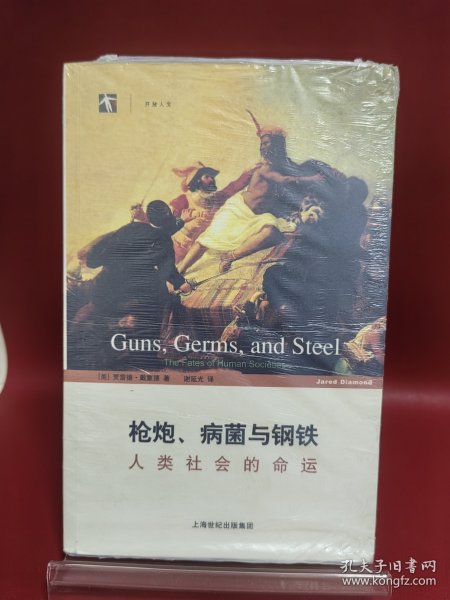 开放人文
Guns, Germs, and Steel
The Fates of Human Societies
[美] 贾雷德·戴蒙德 著 谢延光 译
Jared Diamond
枪炮、病菌与钢铁
人类社会的命运
上海世纪出版集团
孔夫子旧书网
www.kongfz.com